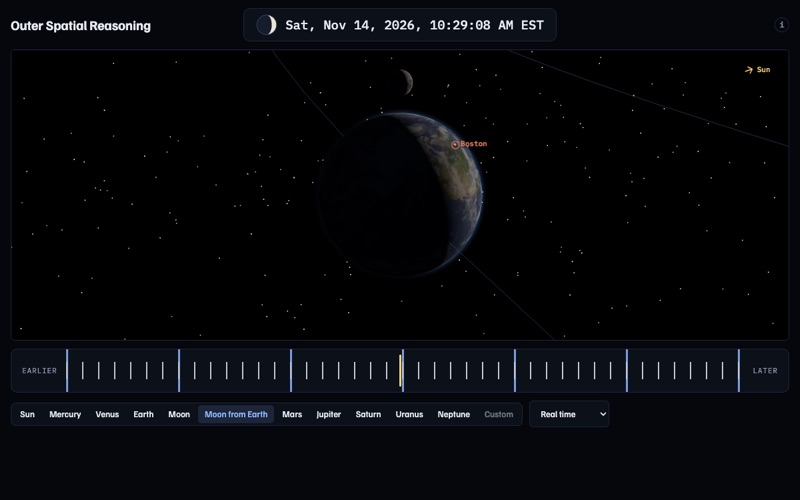 Outer Spatial Reasoning
Sat, Nov 14, 2026, 10:29:08 AM EST
i
Sun
Boston
EARLIER
LATER
Sun Mercury Venus Earth Moon Moon from Earth Mars Jupiter Saturn Uranus Neptune Custom
Real time